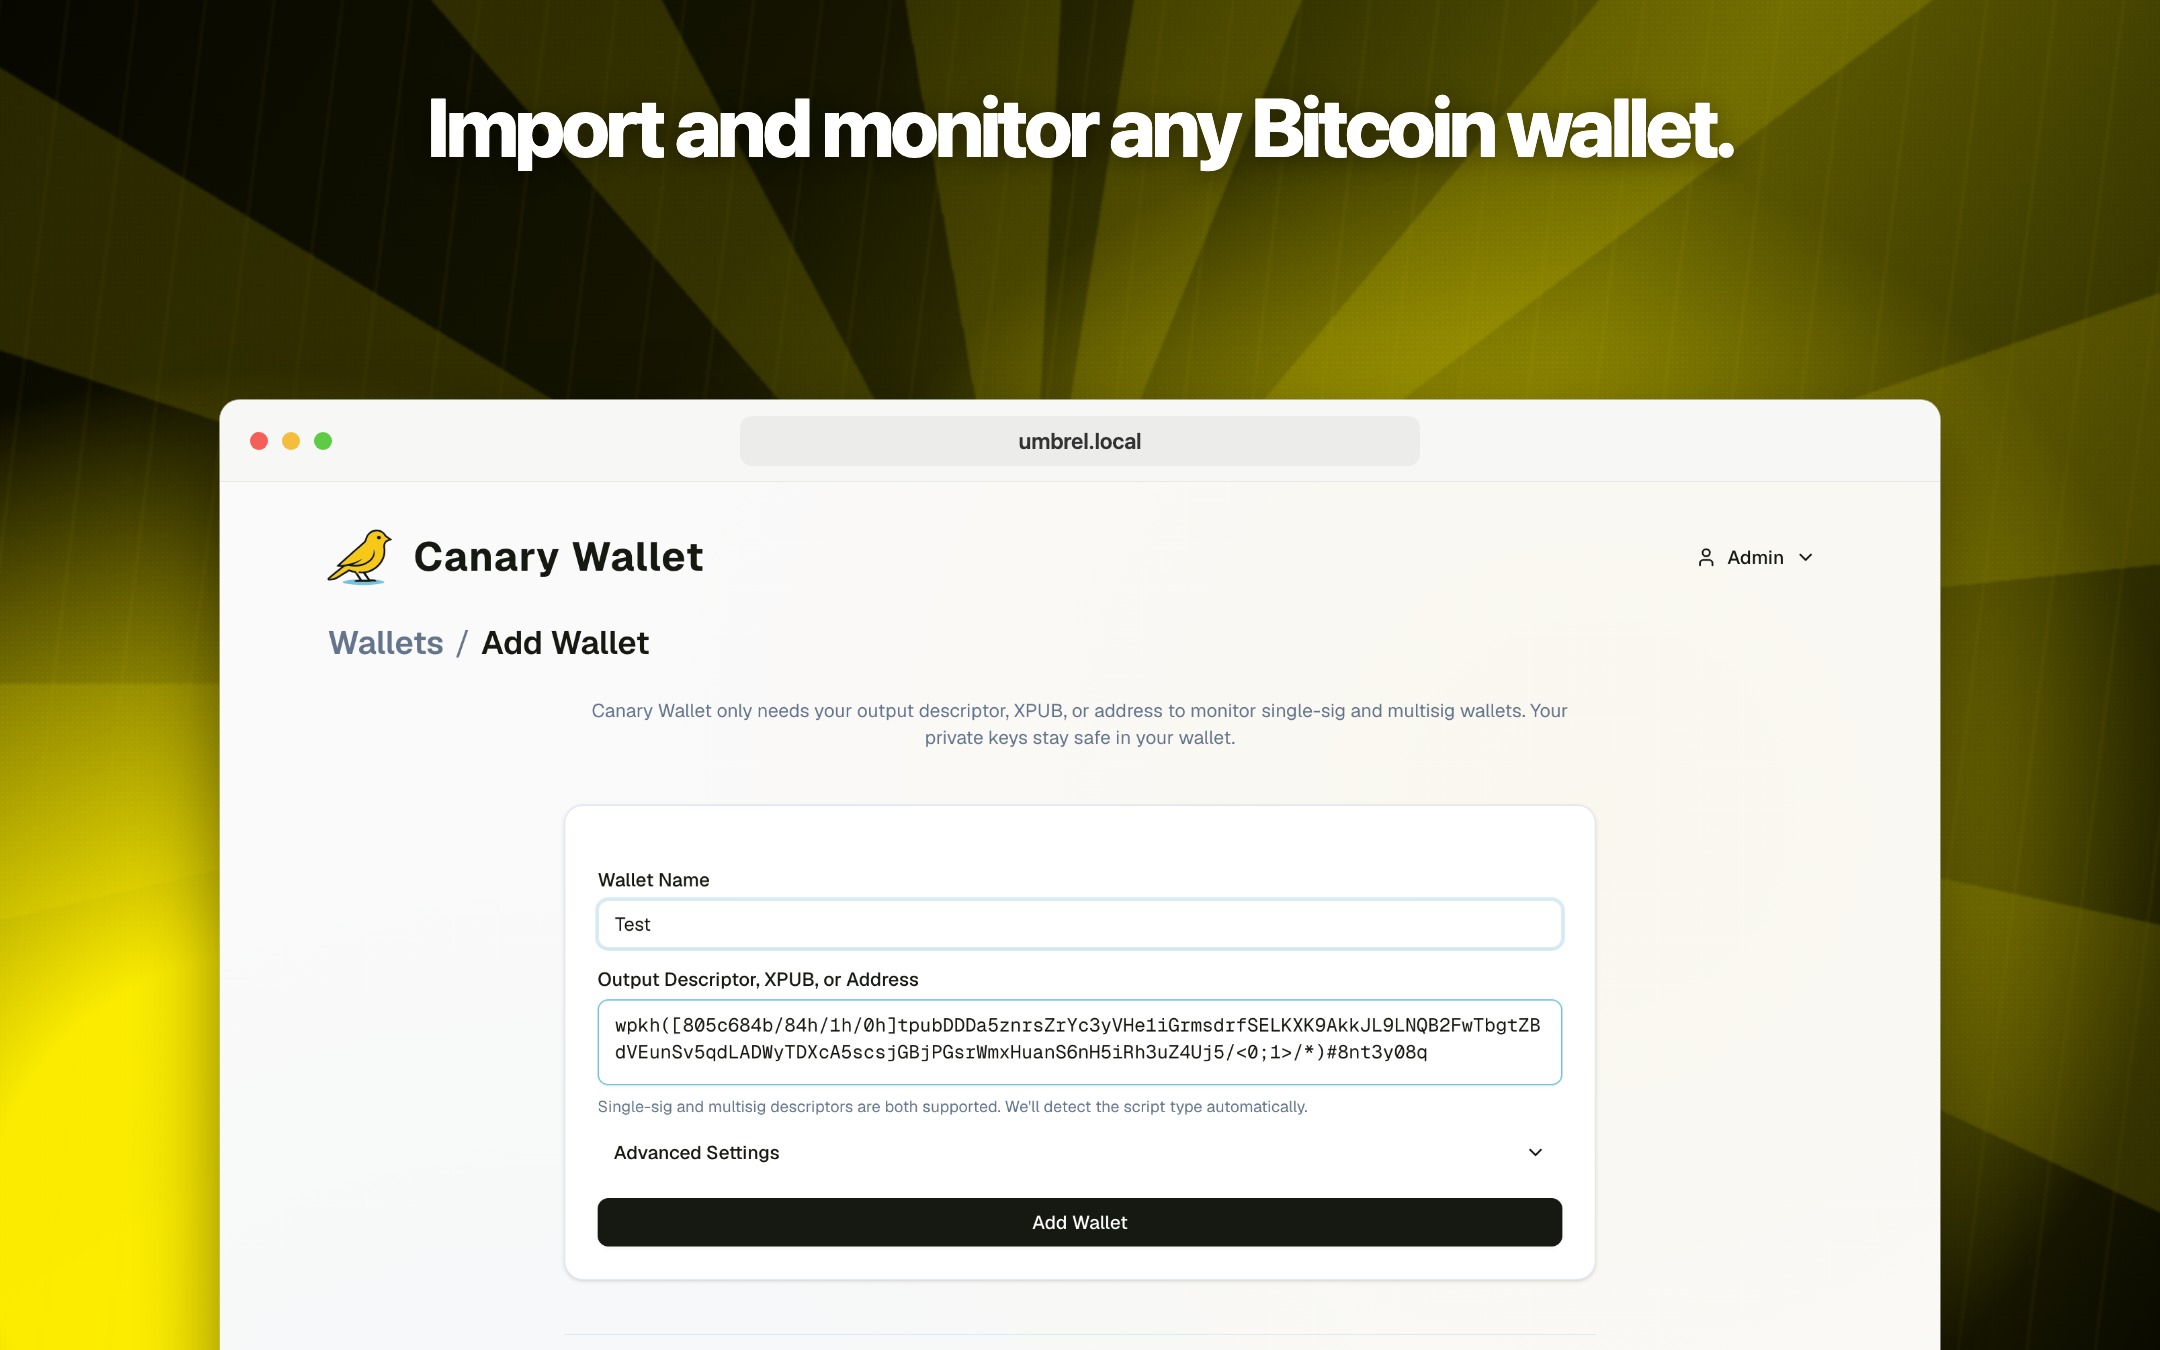 Import and monitor any Bitcoin wallet.
umbrel.local
Canary Wallet
Admin
Wallets / Add Wallet
Canary Wallet only needs your output descriptor, XPUB, or address to monitor single-sig and multisig wallets. Your
private keys stay safe in your wallet.
Wallet Name
Test
Output Descriptor, XPUB, or Address
wpkh([805c684b/84h/1h/0h]tpubDDDa5znrsZrYc3yVHe1iGrmsdrfSELKXK9AkkJL9LNQB2FwTbgtZB
dVEunSv5qdLADWyTDXcA5scsjGBjPGsrWmxHuanS6nH5iRh3uZ4Uj5/<0;1>/*)#8nt3y08q
Single-sig and multisig descriptors are both supported. We'll detect the script type automatically.
Advanced Settings
Add Wallet